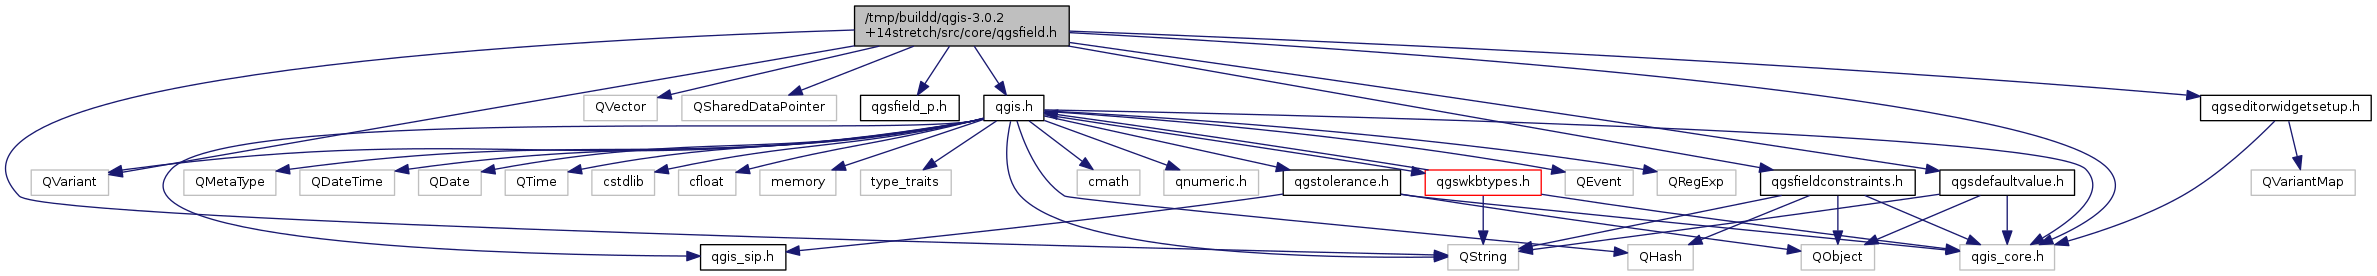 /tmp/buildd/qgis-3.0.2
+14stretch/src/core/qgsfield.h
QVector
QSharedDataPointer
qgsfield_p.h
qgis.h
qgseditorwidgetsetup.h
QVariant
QMetaType
QDateTime
QDate
QTime
cstdlib
cfloat
memory
type_traits
cmath
qnumeric.h
qgstolerance.h
qgswkbtypes.h
QEvent
QRegExp
qgsfieldconstraints.h
qgsdefaultvalue.h
QVariantMap
qgis_sip.h
QString
QHash
QObject
qgis_core.h